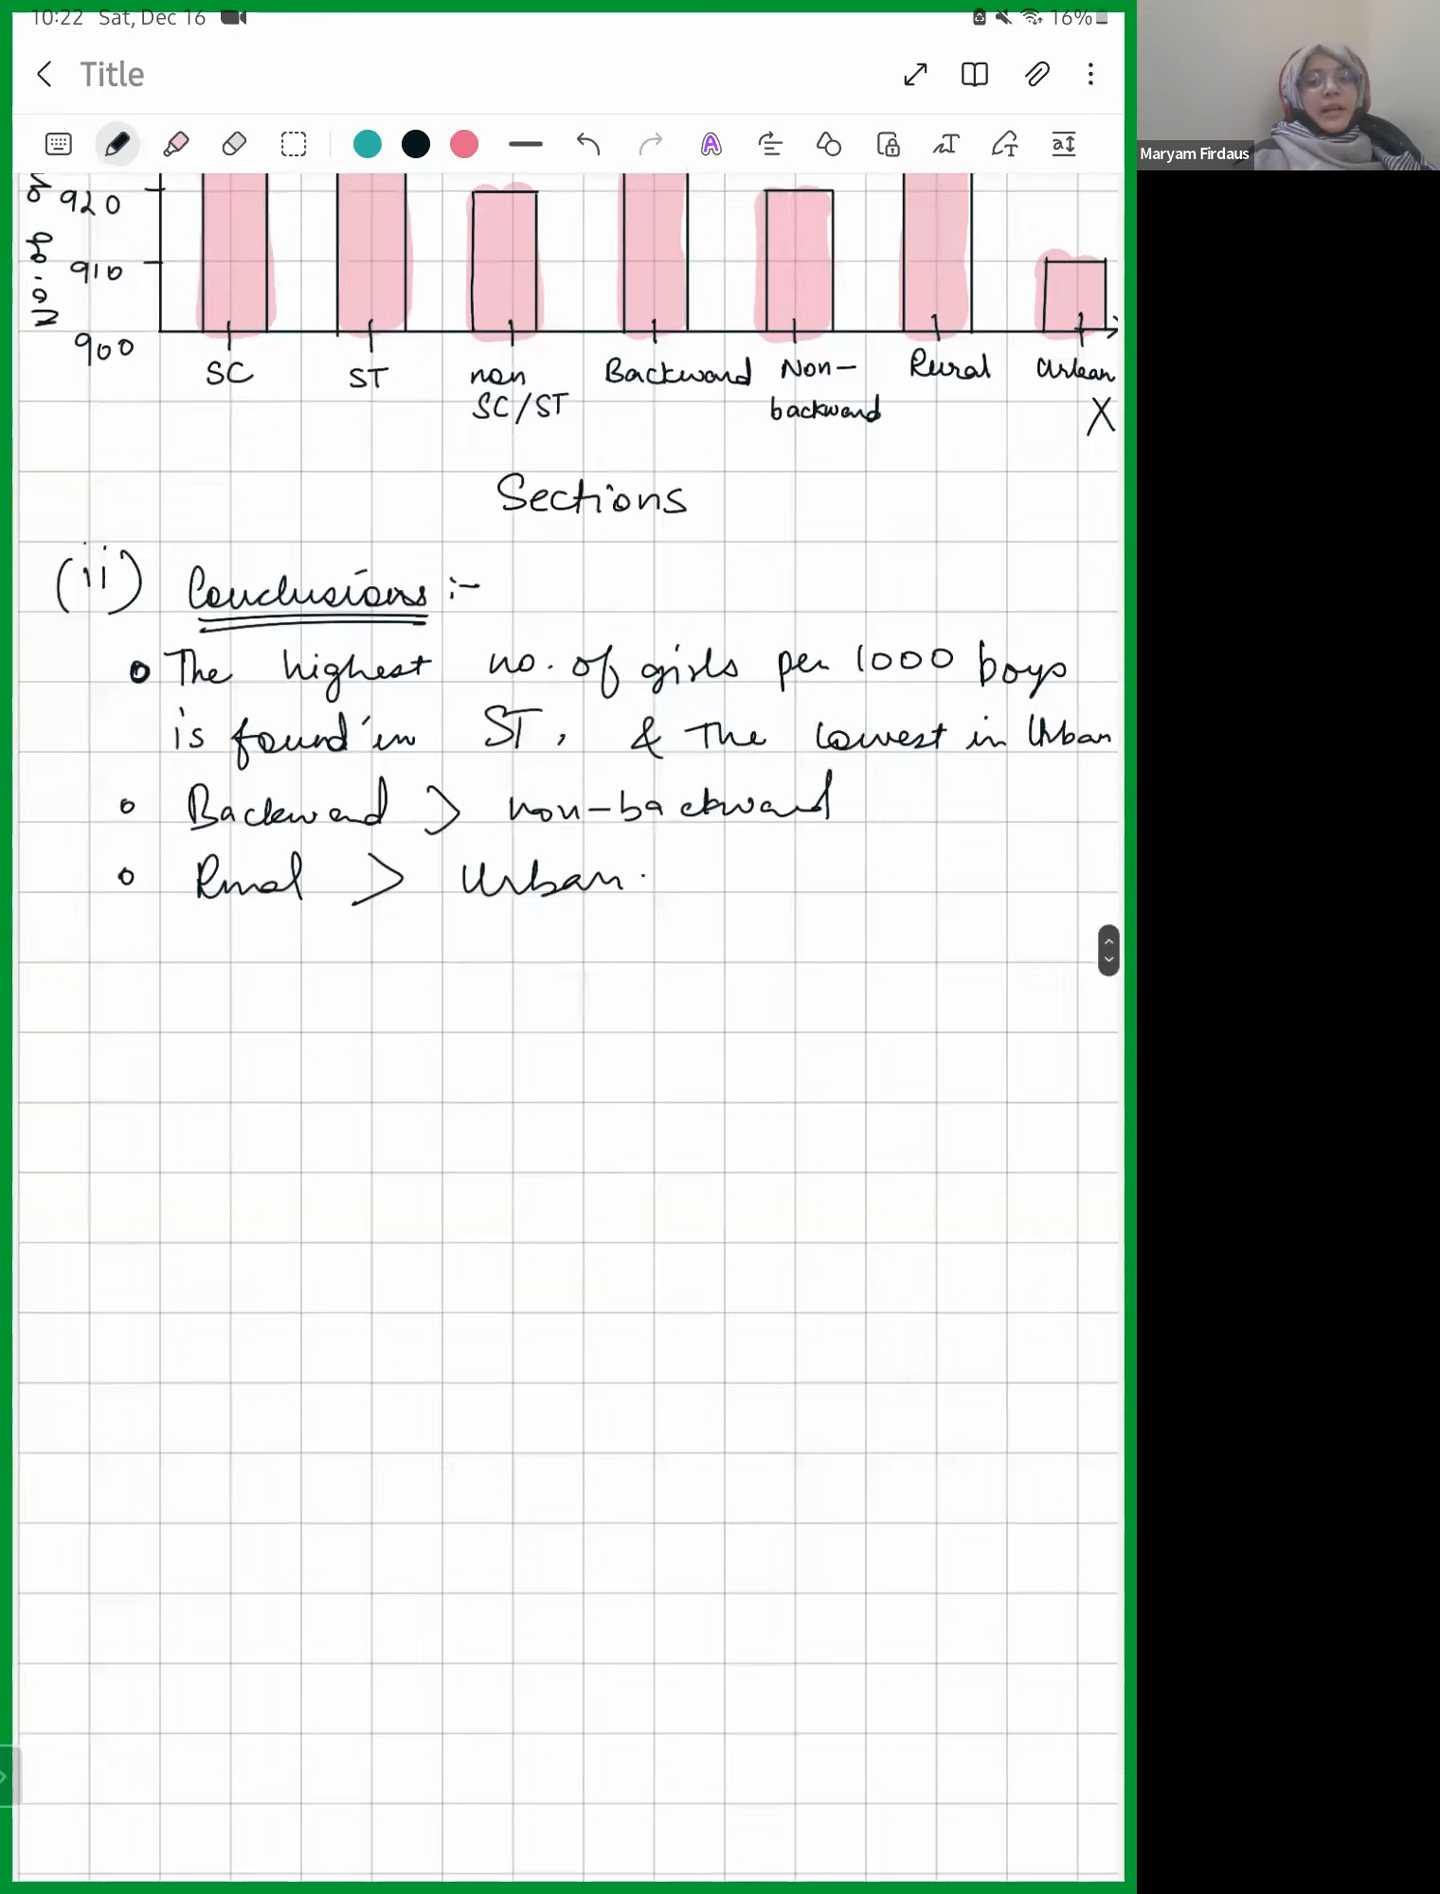 10:22 Sat, Dec 16
16%
Title
Maryam Firdaus
No. of
920
910
900
SC ST non SC/ST Backward Non-backward Rural Urban
X
Sections
(ii) Conclusions :-
The highest no. of girls per 1000 boys
is found in ST, & The lowest in Urban
Backward > non-backward
Rural > Urban.